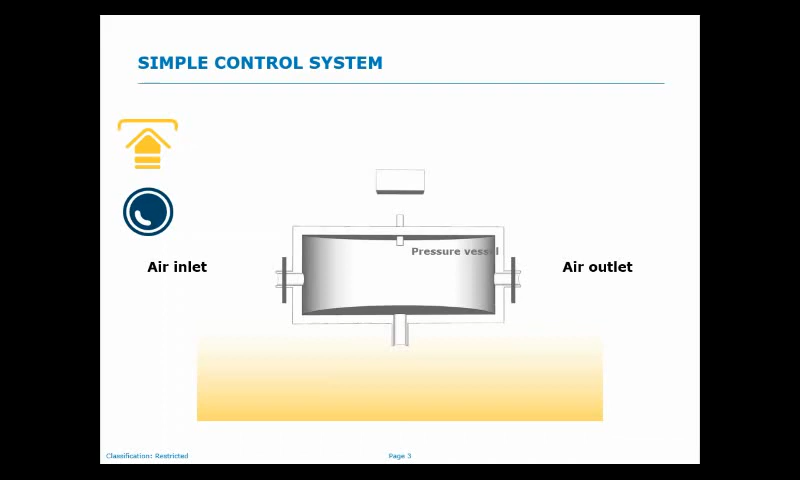 SIMPLE CONTROL SYSTEM
Pressure vessel
Air inlet
Air outlet
Classification: Restricted
Page 3